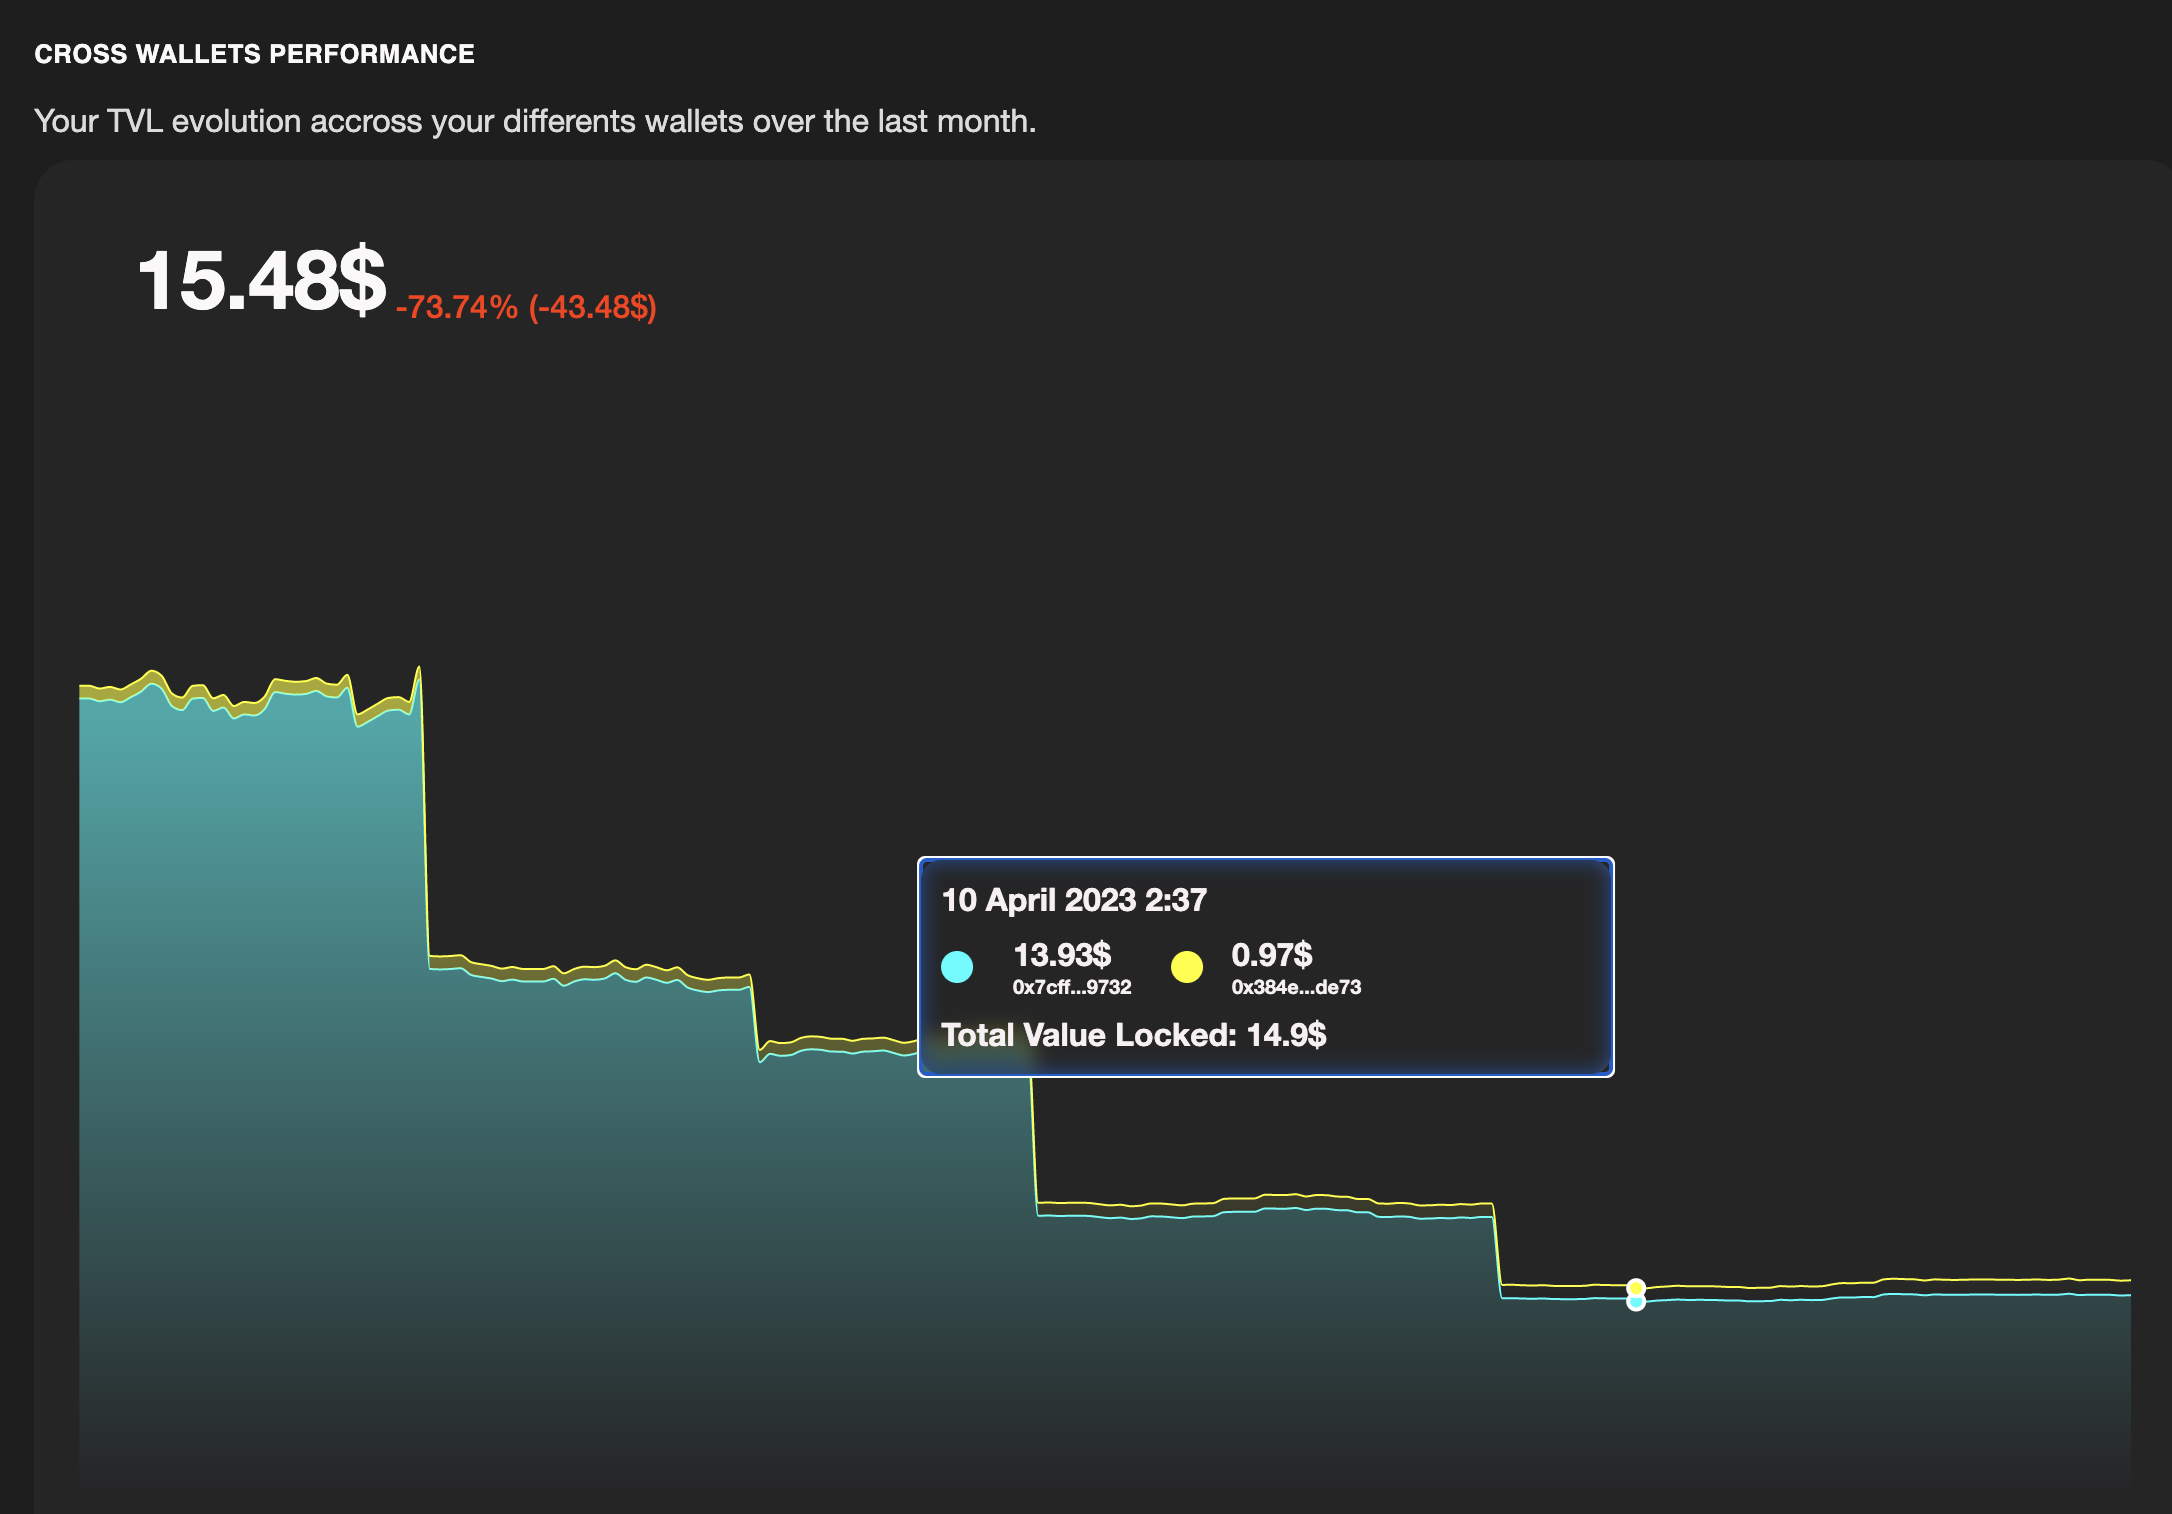 CROSS WALLETS PERFORMANCE
Your TVL evolution accross your differents wallets over the last month.
15.48$ -73.74% (-43.48$)
10 April 2023 2:37
13.93$ 0.97$
0x7cff...9732 0x384e...de73
Total Value Locked: 14.9$